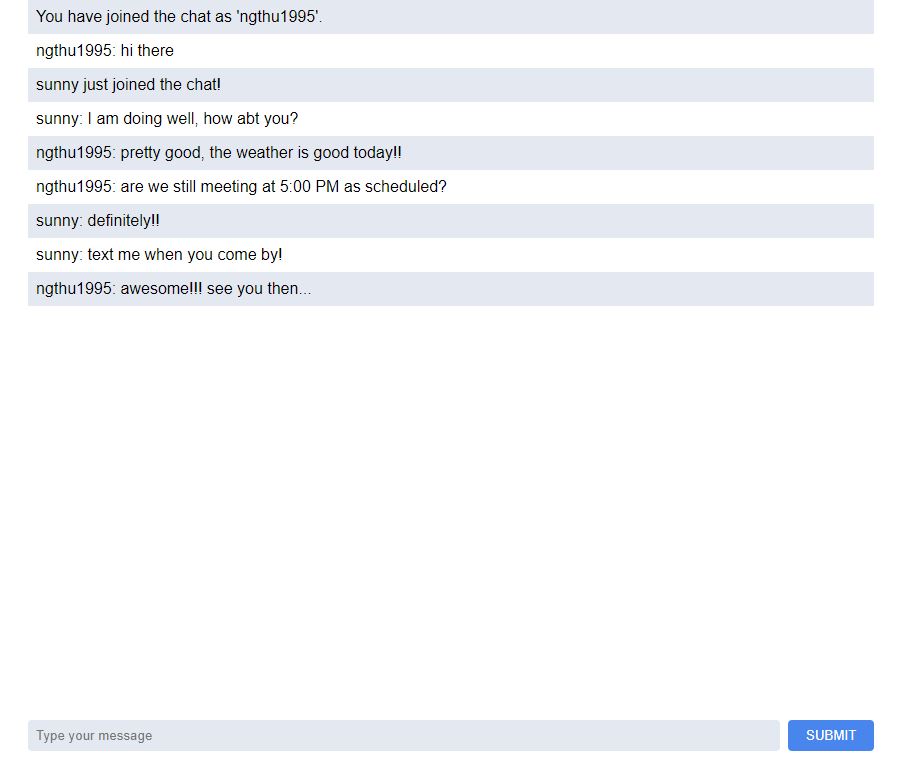 You have joined the chat as 'ngthu1995'.
ngthu1995: hi there
sunny just joined the chat!
sunny: I am doing well, how abt you?
ngthu1995: pretty good, the weather is good today!!
ngthu1995: are we still meeting at 5:00 PM as scheduled?
sunny: definitely!!
sunny: text me when you come by!
ngthu1995: awesome!!! see you then...
Type your message
SUBMIT